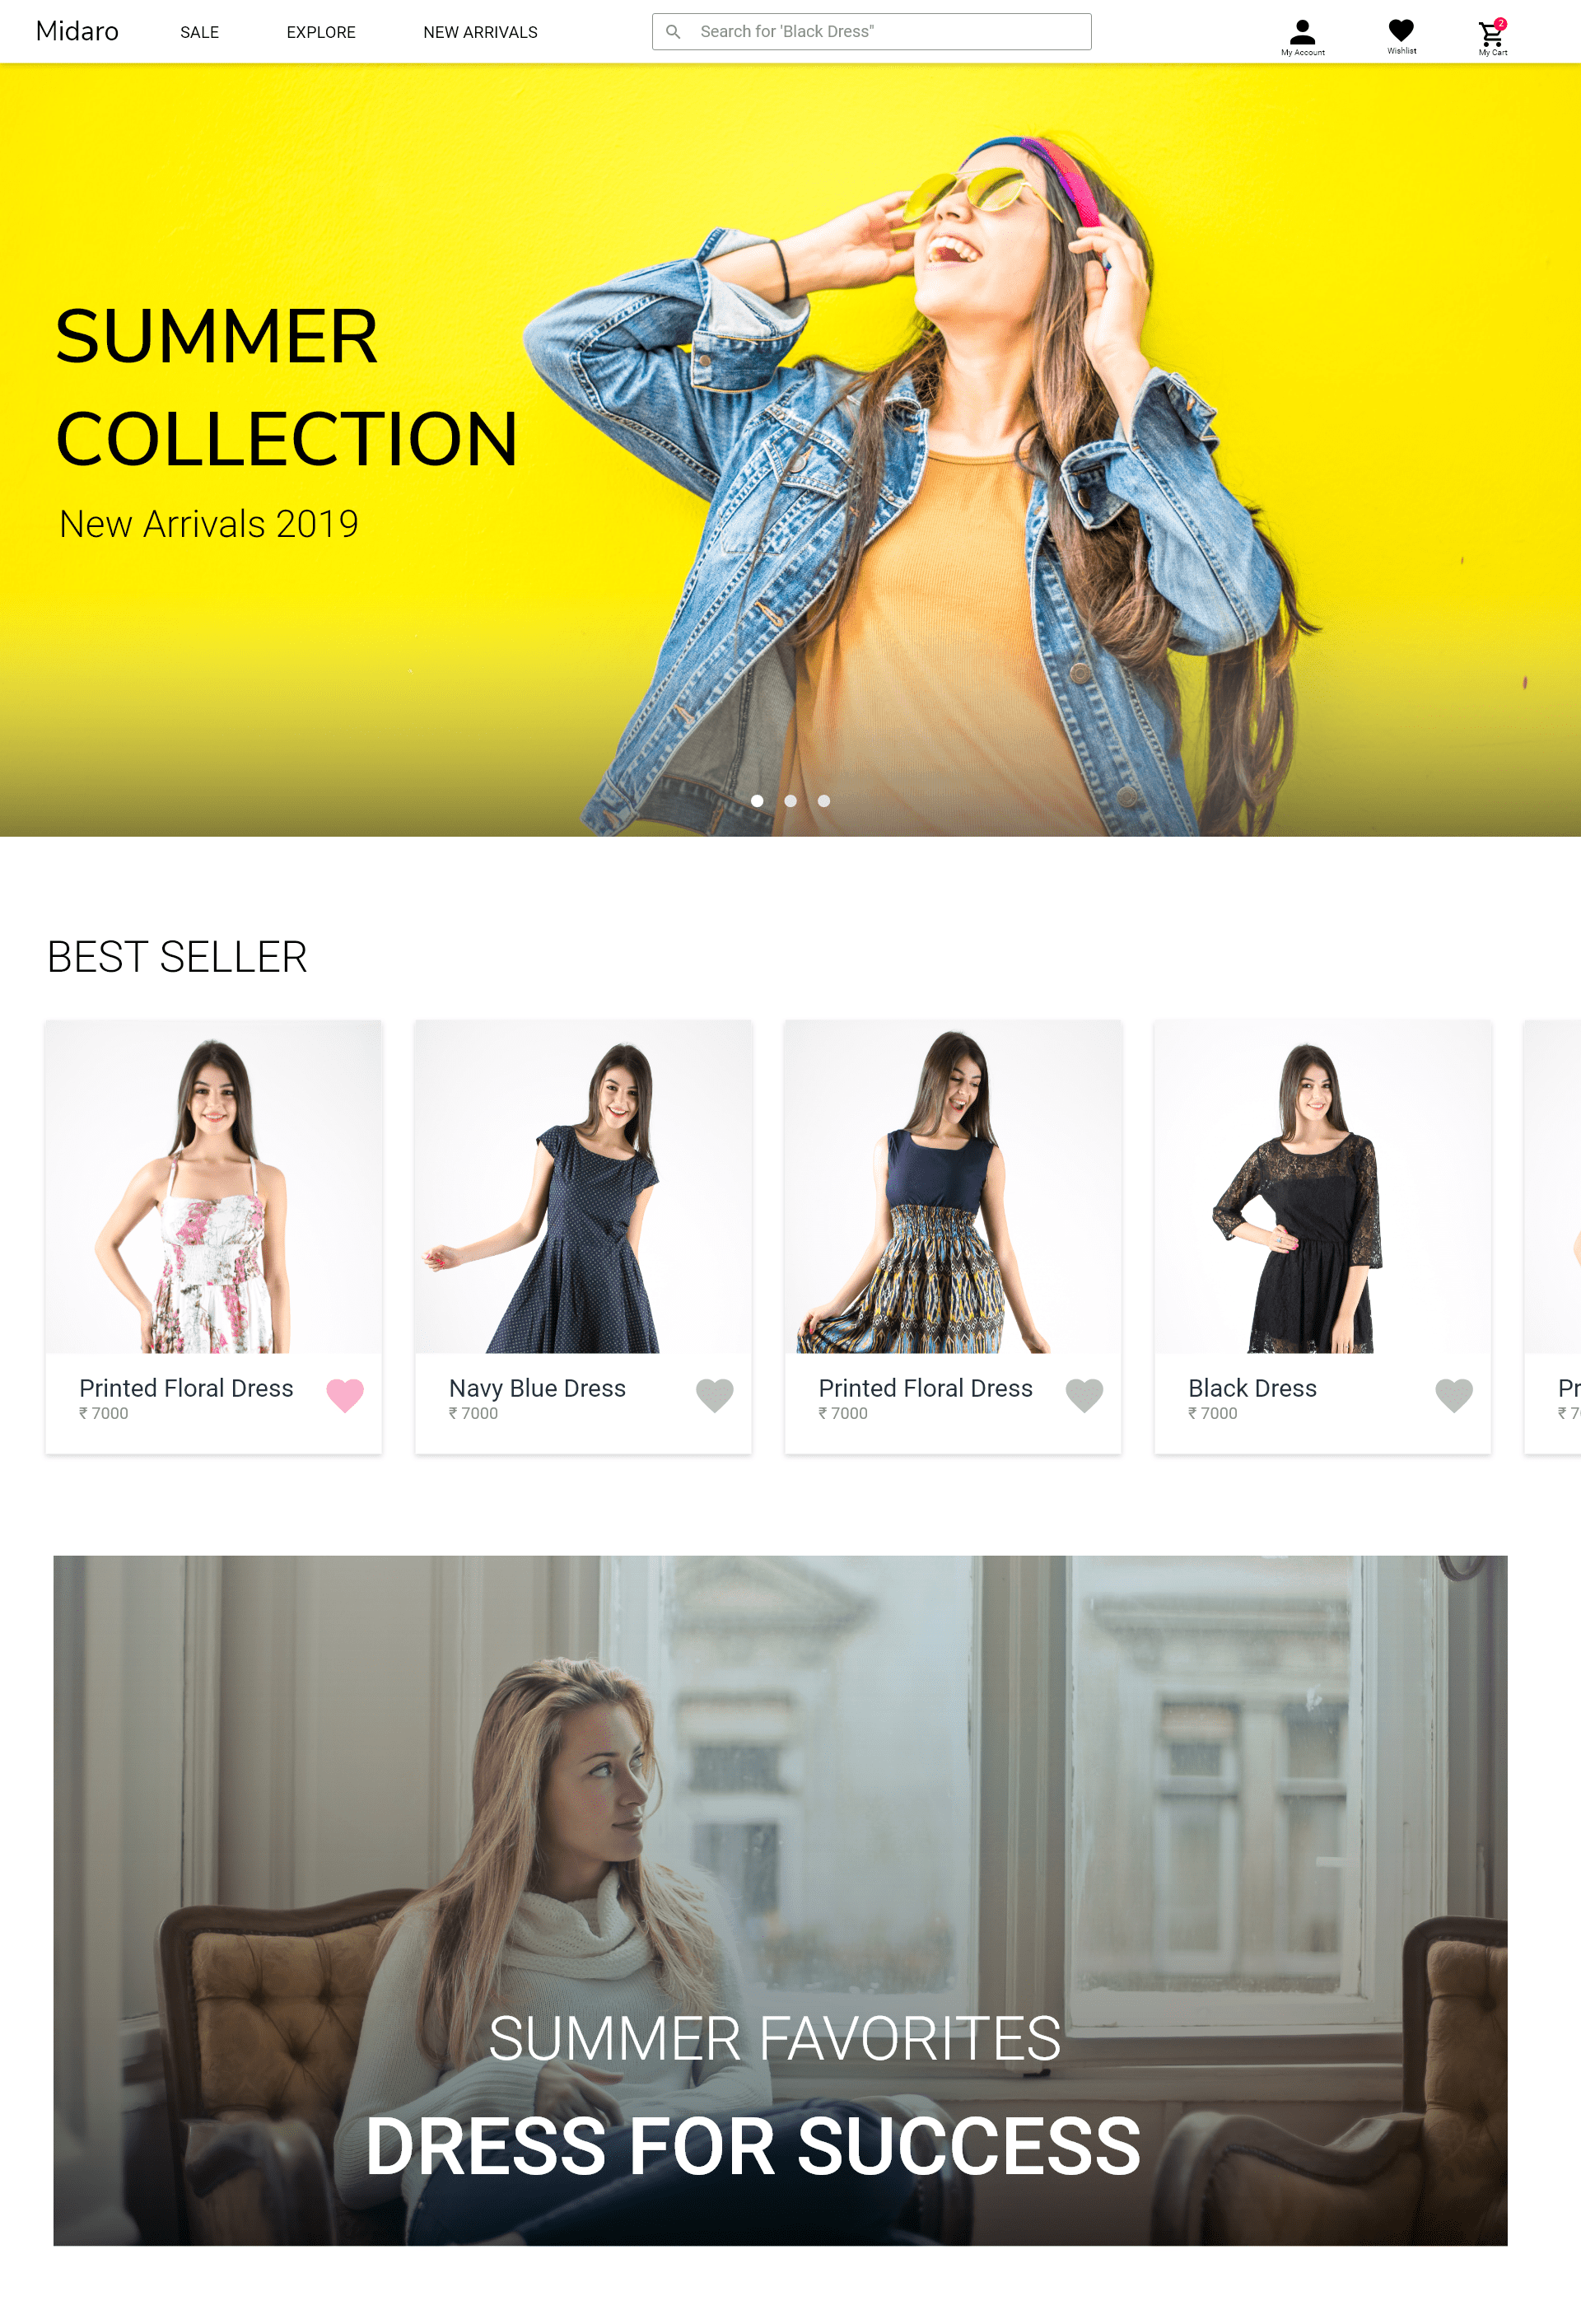 Midaro
SALE
EXPLORE
NEW ARRIVALS
Search for 'Black Dress"
My Account
Wishlist
2
My Cart
SUMMER
COLLECTION
New Arrivals 2019
BEST SELLER
Printed Floral Dress
₹ 7000
Navy Blue Dress
₹ 7000
Printed Floral Dress
₹ 7000
Black Dress
₹ 7000
Pr
₹ 7
SUMMER FAVORITES
DRESS FOR SUCCESS